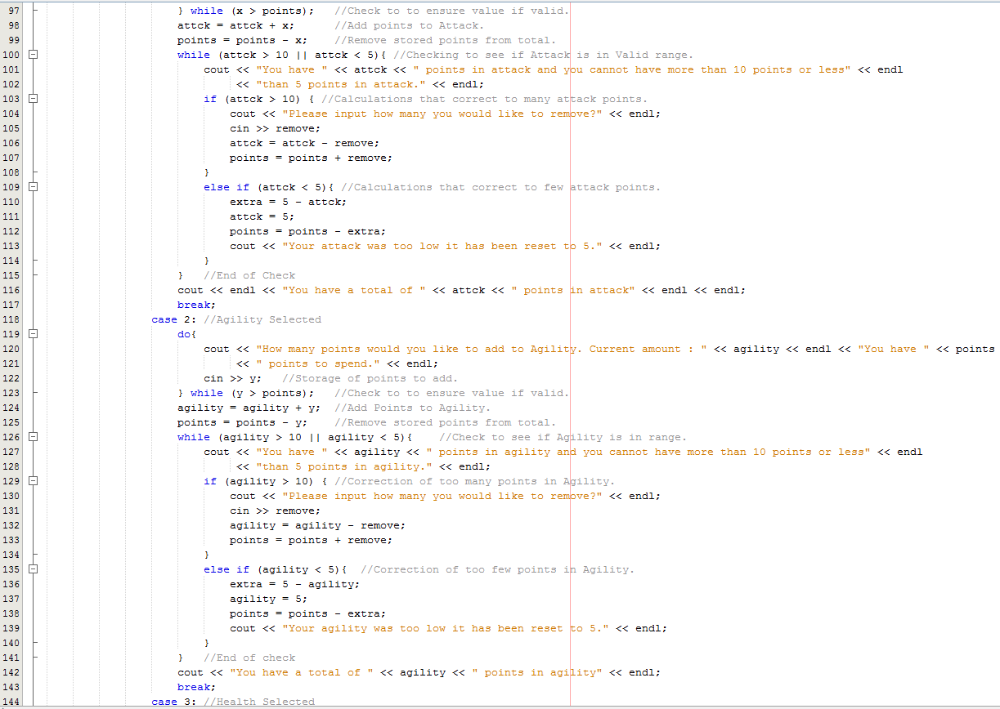 97 } while (x > points); //Check to to ensure value if valid.
98 attck = attck + x; //Add points to Attack.
99 points = points - x; //Remove stored points from total.
100 while (attck > 10 || attck < 5){ //Checking to see if Attack is in Valid range.
101 cout << "You have " << attck << " points in attack and you cannot have more than 10 points or less" << endl
102 << "than 5 points in attack." << endl;
103 if (attck > 10) { //Calculations that correct to many attack points.
104 cout << "Please input how many you would like to remove?" << endl;
105 cin >> remove;
106 attck = attck - remove;
107 points = points + remove;
108 }
109 else if (attck < 5){ //Calculations that correct to few attack points.
110 extra = 5 - attck;
111 attck = 5;
112 points = points - extra;
113 cout << "Your attack was too low it has been reset to 5." << endl;
114 }
115 } //End of Check
116 cout << endl << "You have a total of " << attck << " points in attack" << endl << endl;
117 break;
118 case 2: //Agility Selected
119 do{
120 cout << "How many points would you like to add to Agility. Current amount : " << agility << endl << "You have " << points
121 << " points to spend." << endl;
122 cin >> y; //Storage of points to add.
123 } while (y > points); //Check to to ensure value if valid.
124 agility = agility + y; //Add Points to Agility.
125 points = points - y; //Remove stored points from total.
126 while (agility > 10 || agility < 5){ //Check to see if Agility is in range.
127 cout << "You have " << agility << " points in agility and you cannot have more than 10 points or less" << endl
128 << "than 5 points in agility." << endl;
129 if (agility > 10) { //Correction of too many points in Agility.
130 cout << "Please input how many you would like to remove?" << endl;
131 cin >> remove;
132 agility = agility - remove;
133 points = points + remove;
134 }
135 else if (agility < 5){ //Correction of too few points in Agility.
136 extra = 5 - agility;
137 agility = 5;
138 points = points - extra;
139 cout << "Your agility was too low it has been reset to 5." << endl;
140 }
141 } //End of check
142 cout << "You have a total of " << agility << " points in agility" << endl;
143 break;
144 case 3: //Health Selected